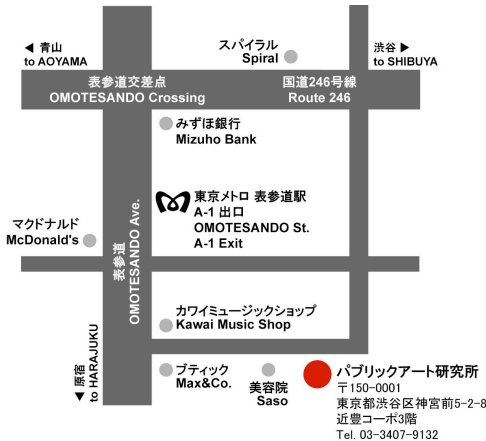 ◀ 青山
to AOYAMA
スパイラル
Spiral
渋谷 ▶
to SHIBUYA
表参道交差点
OMOTESANDO Crossing
国道246号線
Route 246
みずほ銀行
Mizuho Bank
東京メトロ 表参道駅
A-1 出口
OMOTESANDO St.
A-1 Exit
マクドナルド
McDonald's
表参道
OMOTESANDO Ave.
カワイミュージックショップ
Kawai Music Shop
◀ 原宿
to HARAJUKU
ブティック
Max&Co.
美容院
Saso
パブリックアート研究所
〒150-0001
東京都渋谷区神宮前5-2-8
近豊コーポ3階
Tel. 03-3407-9132